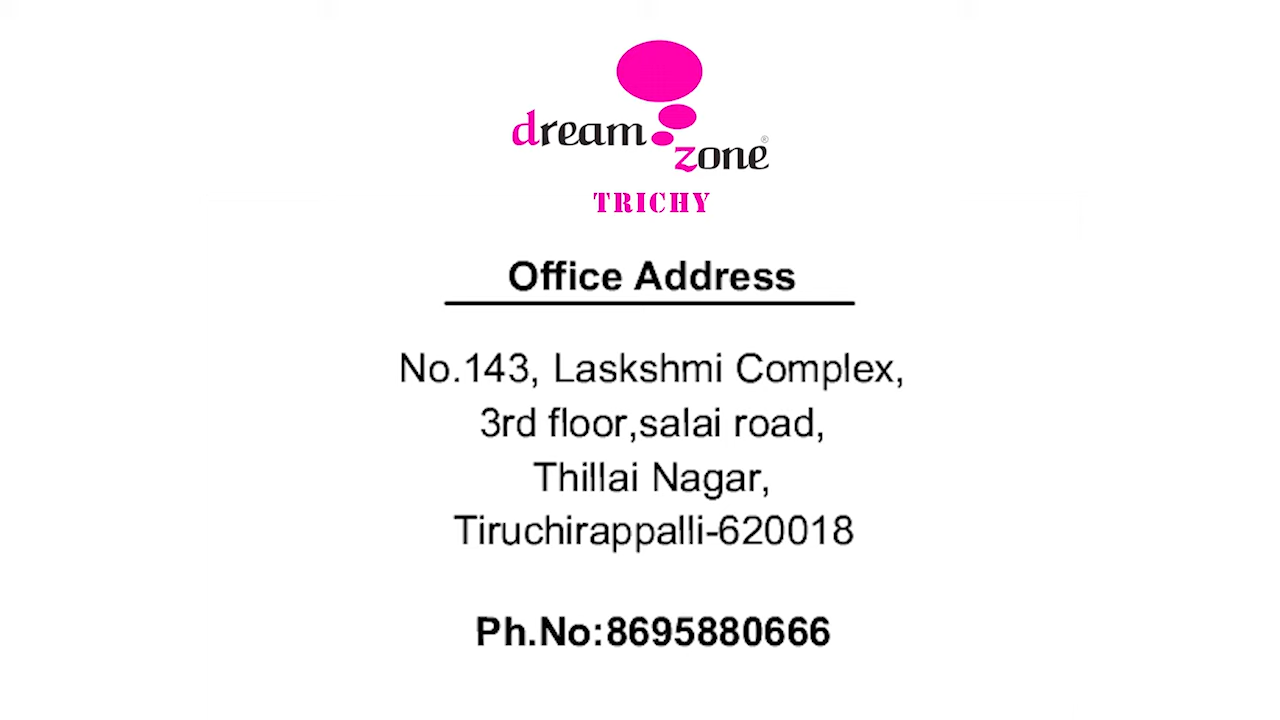 dream
zone®
TRICHY
Office Address
No.143, Laskshmi Complex,
3rd floor,salai road,
Thillai Nagar,
Tiruchirappalli-620018
Ph.No:8695880666